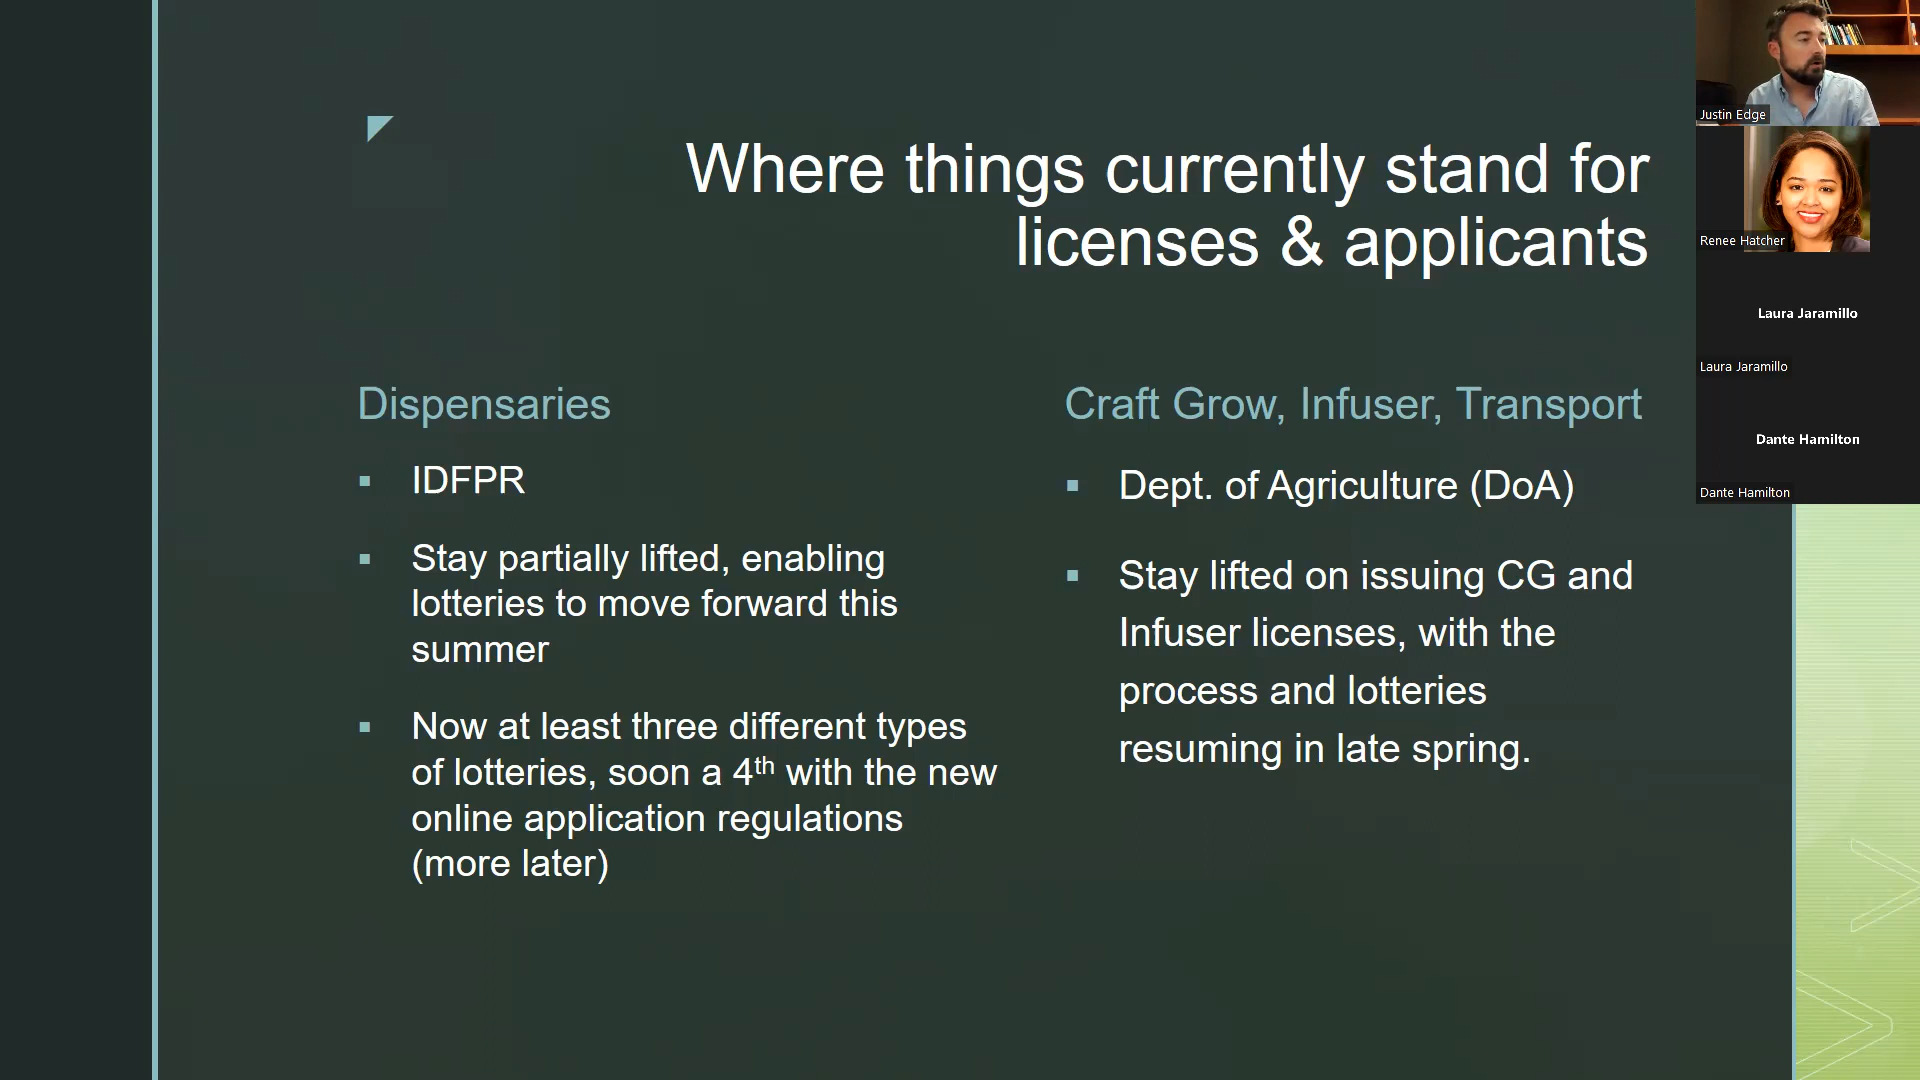 Where things currently stand for
licenses & applicants
Dispensaries
▪ IDFPR
▪ Stay partially lifted, enabling
lotteries to move forward this
summer
▪ Now at least three different types
of lotteries, soon a 4th with the new
online application regulations
(more later)
Craft Grow, Infuser, Transport
▪ Dept. of Agriculture (DoA)
▪ Stay lifted on issuing CG and
Infuser licenses, with the
process and lotteries
resuming in late spring.
Justin Edge
Renee Hatcher
Laura Jaramillo
Laura Jaramillo
Dante Hamilton
Dante Hamilton